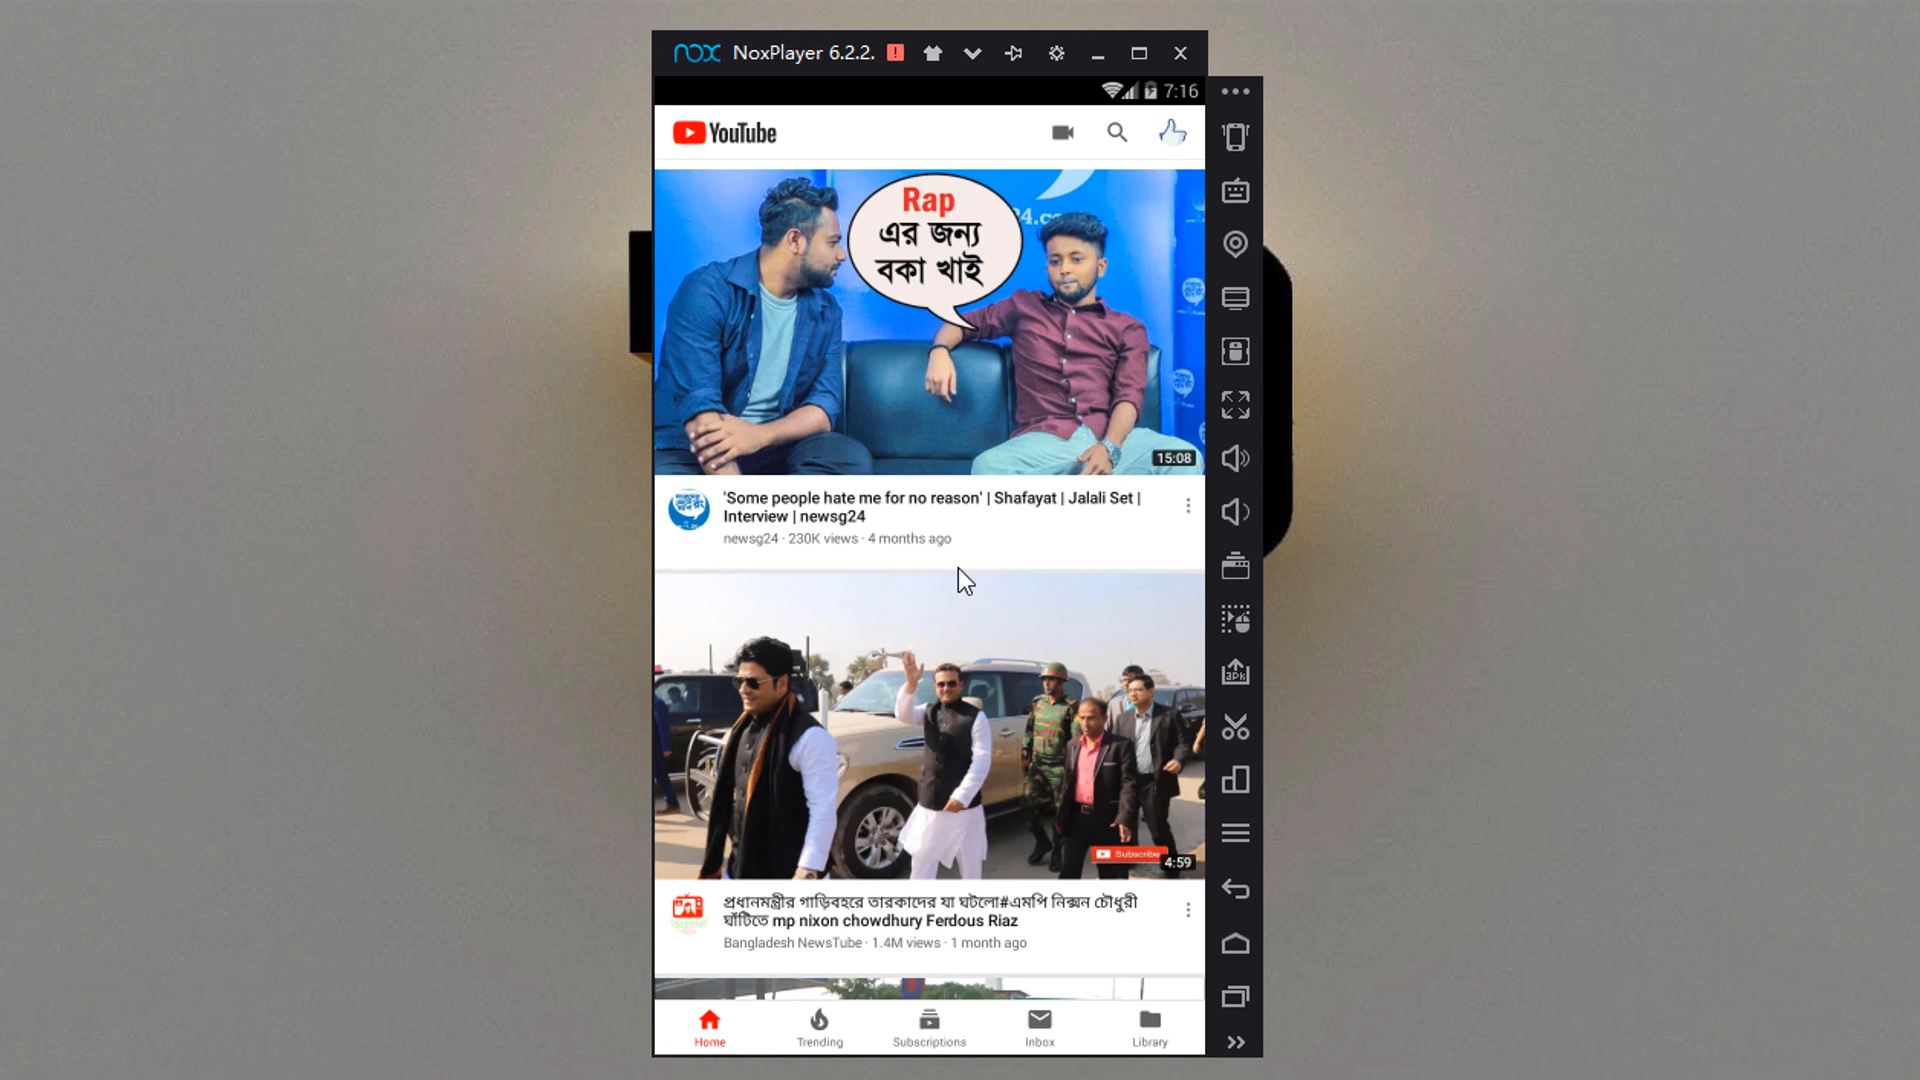 nox NoxPlayer 6.2.2.
7:16
YouTube
24.c
Rap
এর জন্য
বকা খাই
15:08
'Some people hate me for no reason' | Shafayat | Jalali Set |
Interview | newsg24
newsg24 · 230K views · 4 months ago
Subscribe
4:59
প্রধানমন্ত্রীর গাড়িবহরে তারকাদের যা ঘটলো#এমপি নিক্সন চৌধুরী
ঘাঁটিতে mp nixon chowdhury Ferdous Riaz
Bangladesh NewsTube · 1.4M views · 1 month ago
Home
Trending
Subscriptions
Inbox
Library